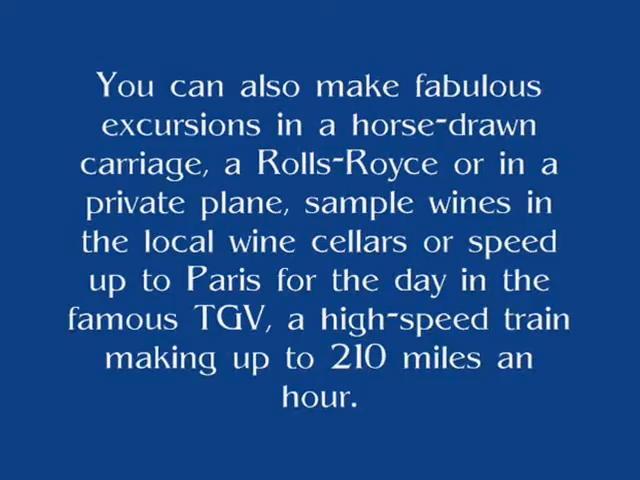 You can also make fabulous
excursions in a horse-drawn
carriage, a Rolls-Royce or in a
private plane, sample wines in
the local wine cellars or speed
up to Paris for the day in the
famous TGV, a high-speed train
making up to 210 miles an
hour.